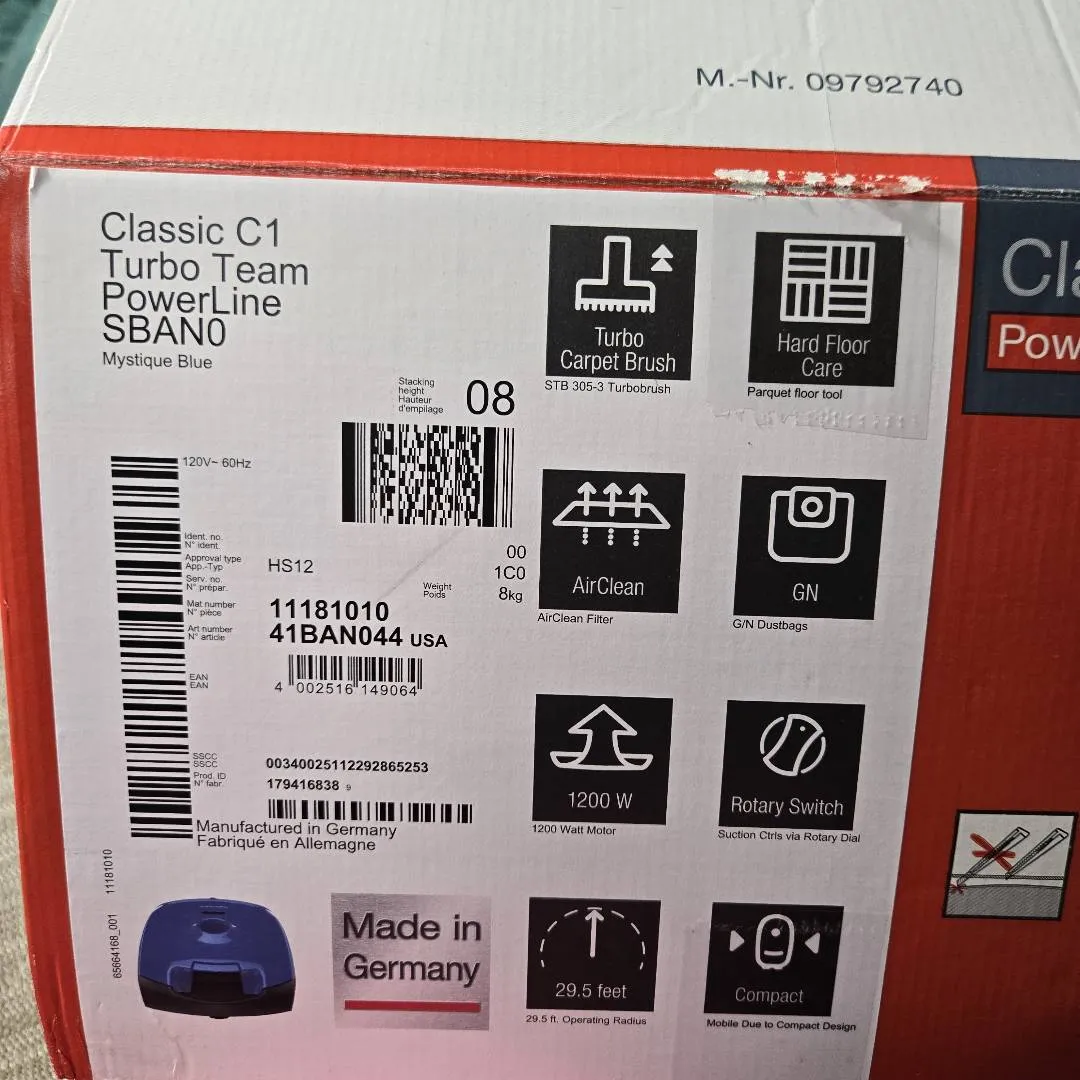 M.-Nr. 09792740
Classic C1
Turbo Team
PowerLine
SBAN0
Mystique Blue
Stacking
height
Hauteur
d'empilage
08
120V~ 60Hz
Ident. no.
N° ident.
00
Approval type
App.-Typ
HS12
1C0
Serv. no.
N° prépar.
Weight
Poids
8kg
Mat number
N° pièce
11181010
Art number
N° article
41BAN044 USA
EAN
EAN
4 002516 149064
SSCC
SSCC
00340025112292865253
Prod. ID
N° fabr.
179416838 9
Manufactured in Germany
Fabriqué en Allemagne
11181010
65664168_001
Made in
Germany
Turbo
Carpet Brush
STB 305-3 Turbobrush
Hard Floor
Care
Parquet floor tool
AirClean
AirClean Filter
GN
G/N Dustbags
1200 W
1200 Watt Motor
Rotary Switch
Suction Ctrls via Rotary Dial
29.5 feet
29.5 ft. Operating Radius
Compact
Mobile Due to Compact Design
Cla
Pow